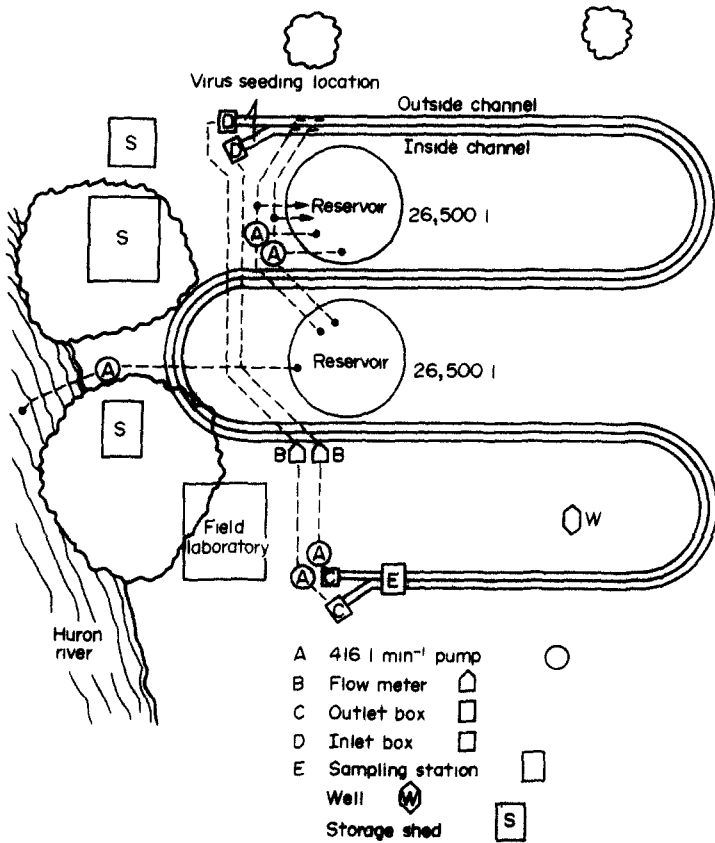 Virus seeding location
Outside channel
Inside channel
D
D
S
S
Reservoir 26,500 l
A
A
A
Reservoir 26,500 l
S
B B
Field
laboratory
W
A
A
C
E
C
Huron
river
A 416 l min⁻¹ pump
B Flow meter
C Outlet box
D Inlet box
E Sampling station
Well W
Storage shed S